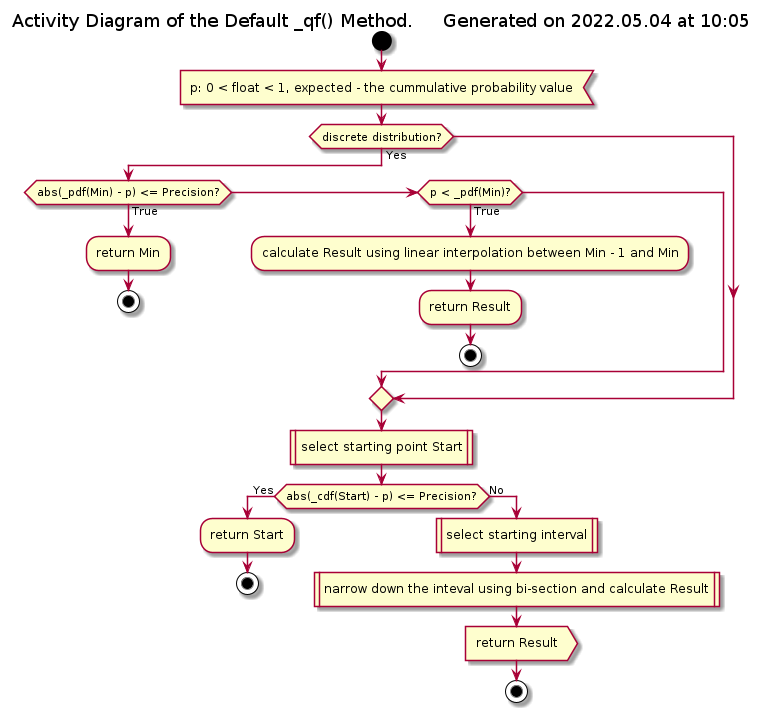 Activity Diagram of the Default _qf() Method. Generated on 2022.05.04 at 10:05
p: 0 < float < 1, expected - the cummulative probability value
discrete distribution?
Yes
abs(_pdf(Min) - p) <= Precision?
p < _pdf(Min)?
True
True
return Min
calculate Result using linear interpolation between Min - 1 and Min
return Result
select starting point Start
Yes
abs(_cdf(Start) - p) <= Precision?
No
return Start
select starting interval
narrow down the inteval using bi-section and calculate Result
return Result